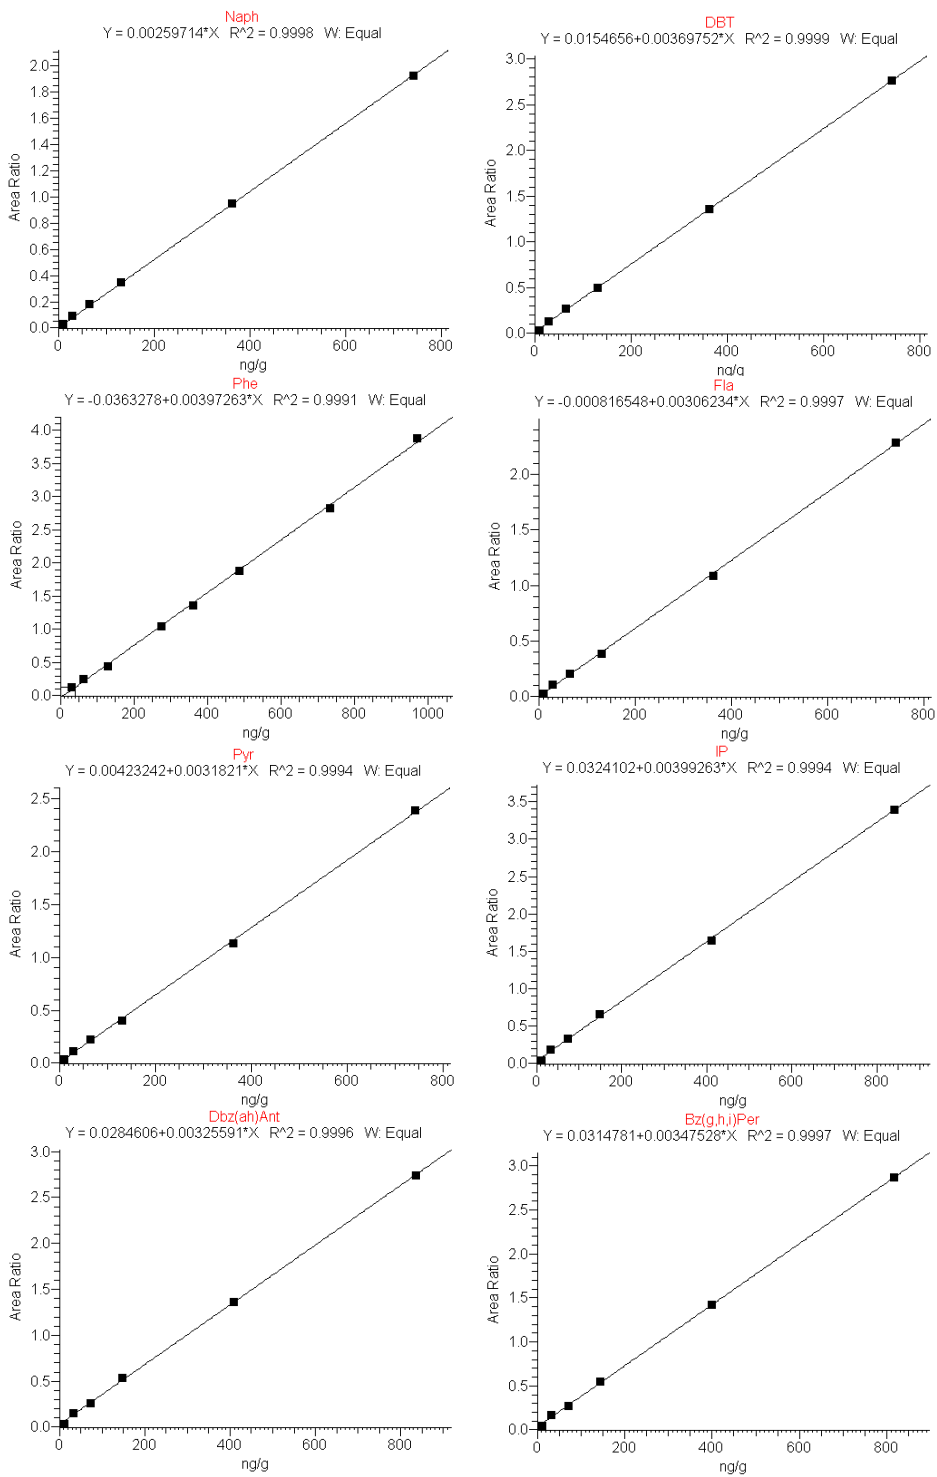 Naph
Y = 0.00259714*X R^2 = 0.9998 W: Equal
2.0
1.8
1.6
1.4
1.2
1.0
0.8
0.6
0.4
0.2
0.0
Area Ratio
0 200 400 600 800
ng/g
DBT
Y = 0.0154656+0.00369752*X R^2 = 0.9999 W: Equal
3.0
2.5
2.0
1.5
1.0
0.5
0.0
Area Ratio
0 200 400 600 800
ng/g
Phe
Y = -0.0363278+0.00397263*X R^2 = 0.9991 W: Equal
4.0
3.5
3.0
2.5
2.0
1.5
1.0
0.5
0.0
Area Ratio
0 200 400 600 800 1000
ng/g
Fla
Y = -0.000816548+0.00306234*X R^2 = 0.9997 W: Equal
2.0
1.5
1.0
0.5
0.0
Area Ratio
0 200 400 600 800
ng/g
Pyr
Y = 0.00423242+0.0031821*X R^2 = 0.9994 W: Equal
2.5
2.0
1.5
1.0
0.5
0.0
Area Ratio
0 200 400 600 800
ng/g
IP
Y = 0.0324102+0.00399263*X R^2 = 0.9994 W: Equal
3.5
3.0
2.5
2.0
1.5
1.0
0.5
0.0
Area Ratio
0 200 400 600 800
ng/g
Dbz(ah)Ant
Y = 0.0284606+0.00325591*X R^2 = 0.9996 W: Equal
3.0
2.5
2.0
1.5
1.0
0.5
0.0
Area Ratio
0 200 400 600 800
ng/g
Bz(g,h,i)Per
Y = 0.0314781+0.00347528*X R^2 = 0.9997 W: Equal
3.0
2.5
2.0
1.5
1.0
0.5
0.0
Area Ratio
0 200 400 600 800
ng/g